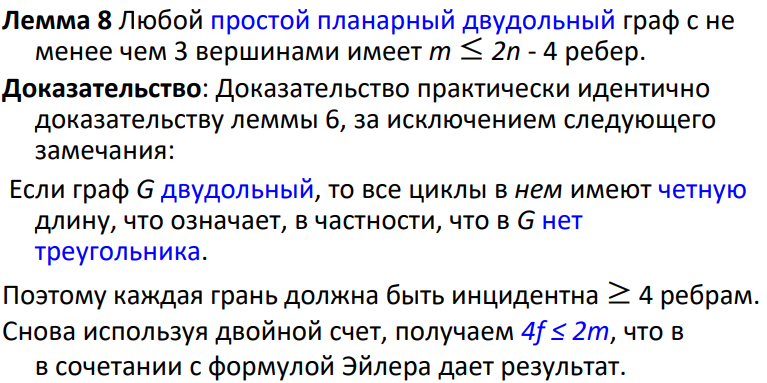 Лемма 8 Любой простой планарный двудольный граф с не
менее чем 3 вершинами имеет m ≤ 2n - 4 ребер.
Доказательство: Доказательство практически идентично
доказательству леммы 6, за исключением следующего
замечания:
Если граф G двудольный, то все циклы в нем имеют четную
длину, что означает, в частности, что в G нет
треугольника.
Поэтому каждая грань должна быть инцидентна ≥ 4 ребрам.
Снова используя двойной счет, получаем 4f ≤ 2m, что в
в сочетании с формулой Эйлера дает результат.